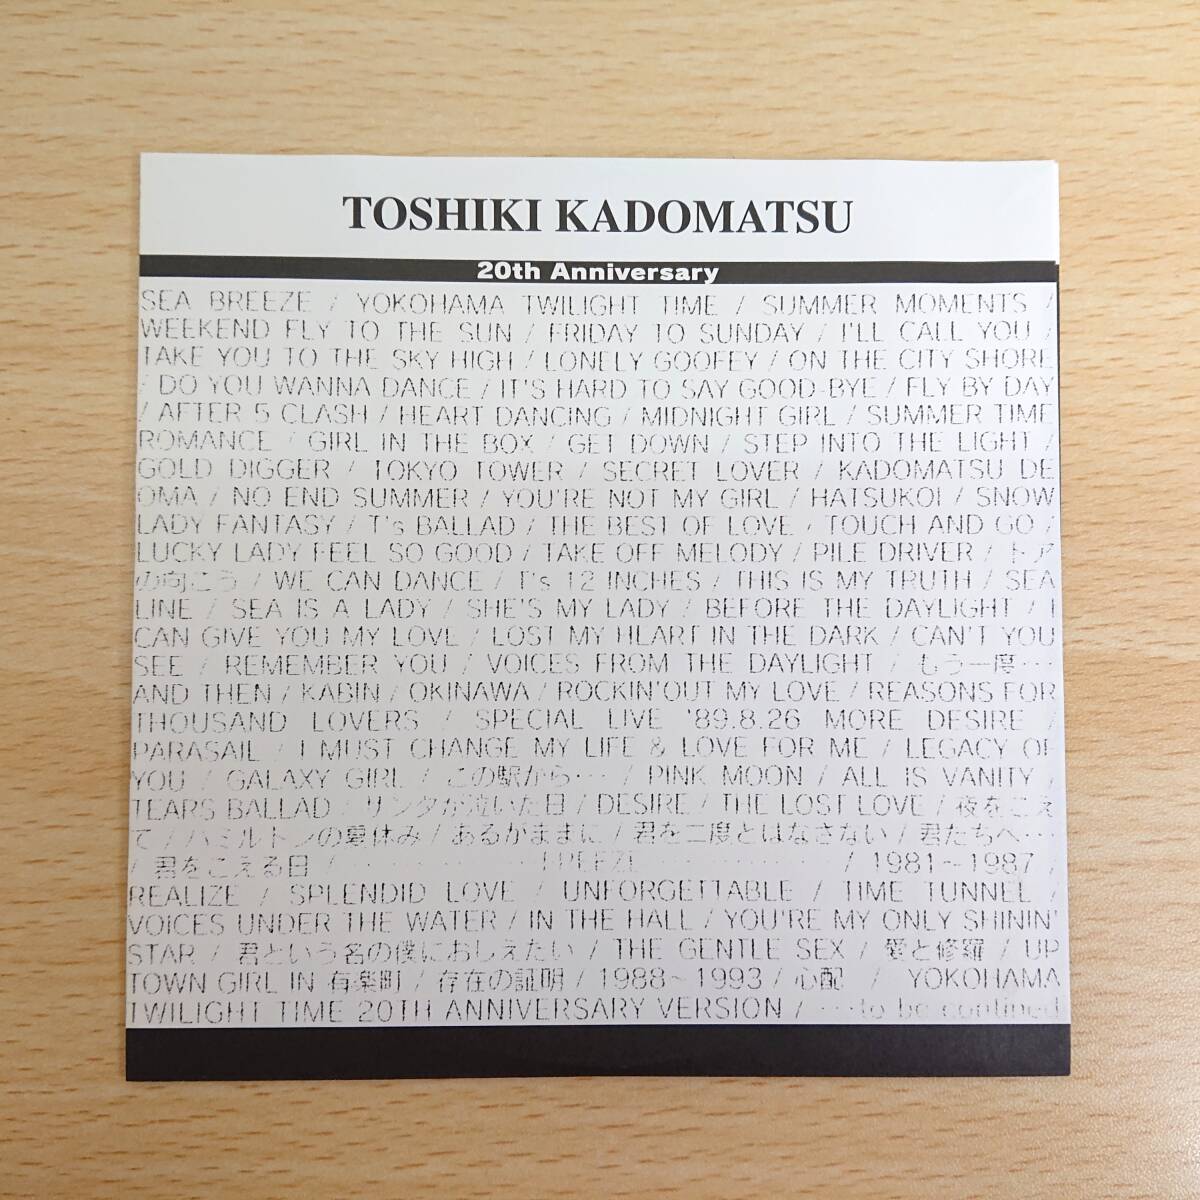 TOSHIKI KADOMATSU
20th Anniversary
SEA BREEZE / YOKOHAMA TWILIGHT TIME / SUMMER MOMENTS /
WEEKEND FLY TO THE SUN / FRIDAY TO SUNDAY / I'LL CALL YOU /
TAKE YOU TO THE SKY HIGH / LONELY GOOFEY / ON THE CITY SHORE
/ DO YOU WANNA DANCE / IT'S HARD TO SAY GOOD-BYE / FLY BY DAY
/ AFTER 5 CLASH / HEART DANCING / MIDNIGHT GIRL / SUMMER TIME
ROMANCE / GIRL IN THE BOX / GET DOWN / STEP INTO THE LIGHT /
GOLD DIGGER / TOKYO TOWER / SECRET LOVER / KADOMATSU DE
OMA / NO END SUMMER / YOU'RE NOT MY GIRL / HATSUKOI / SNOW
LADY FANTASY / T's BALLAD / THE BEST OF LOVE / TOUCH AND GO /
LUCKY LADY FEEL SO GOOD / TAKE OFF MELODY / PILE DRIVER / ドア
の向こう / WE CAN DANCE / T's 12 INCHES / THIS IS MY TRUTH / SEA
LINE / SEA IS A LADY / SHE'S MY LADY / BEFORE THE DAYLIGHT / I
CAN GIVE YOU MY LOVE / LOST MY HEART IN THE DARK / CAN'T YOU
SEE / REMEMBER YOU / VOICES FROM THE DAYLIGHT / もう一度…
AND THEN / KABIN / OKINAWA / ROCKIN'OUT MY LOVE / REASONS FOR
THOUSAND LOVERS / SPECIAL LIVE '89.8.26 MORE DESIRE /
PARASAIL / I MUST CHANGE MY LIFE & LOVE FOR ME / LEGACY OF
YOU / GALAXY GIRL / この駅から… / PINK MOON / ALL IS VANITY /
TEARS BALLAD / リンダが泣いた日 / DESIRE / THE LOST LOVE / 夜をこえ
て / ハミルトンの夏休み / あるがままに / 君を二度とはなさない / 君たちへ…
/ 君をこえる日 / / 1981～1987 /
REALIZE / SPLENDID LOVE / UNFORGETTABLE / TIME TUNNEL /
VOICES UNDER THE WATER / IN THE HALL / YOU'RE MY ONLY SHININ'
STAR / 君という名の僕におしえたい / THE GENTLE SEX / 愛と修羅 / UP
TOWN GIRL IN 有楽町 / 存在の証明 / 1988～1993 / 心配 / YOKOHAMA
TWILIGHT TIME 20TH ANNIVERSARY VERSION / …to be contined